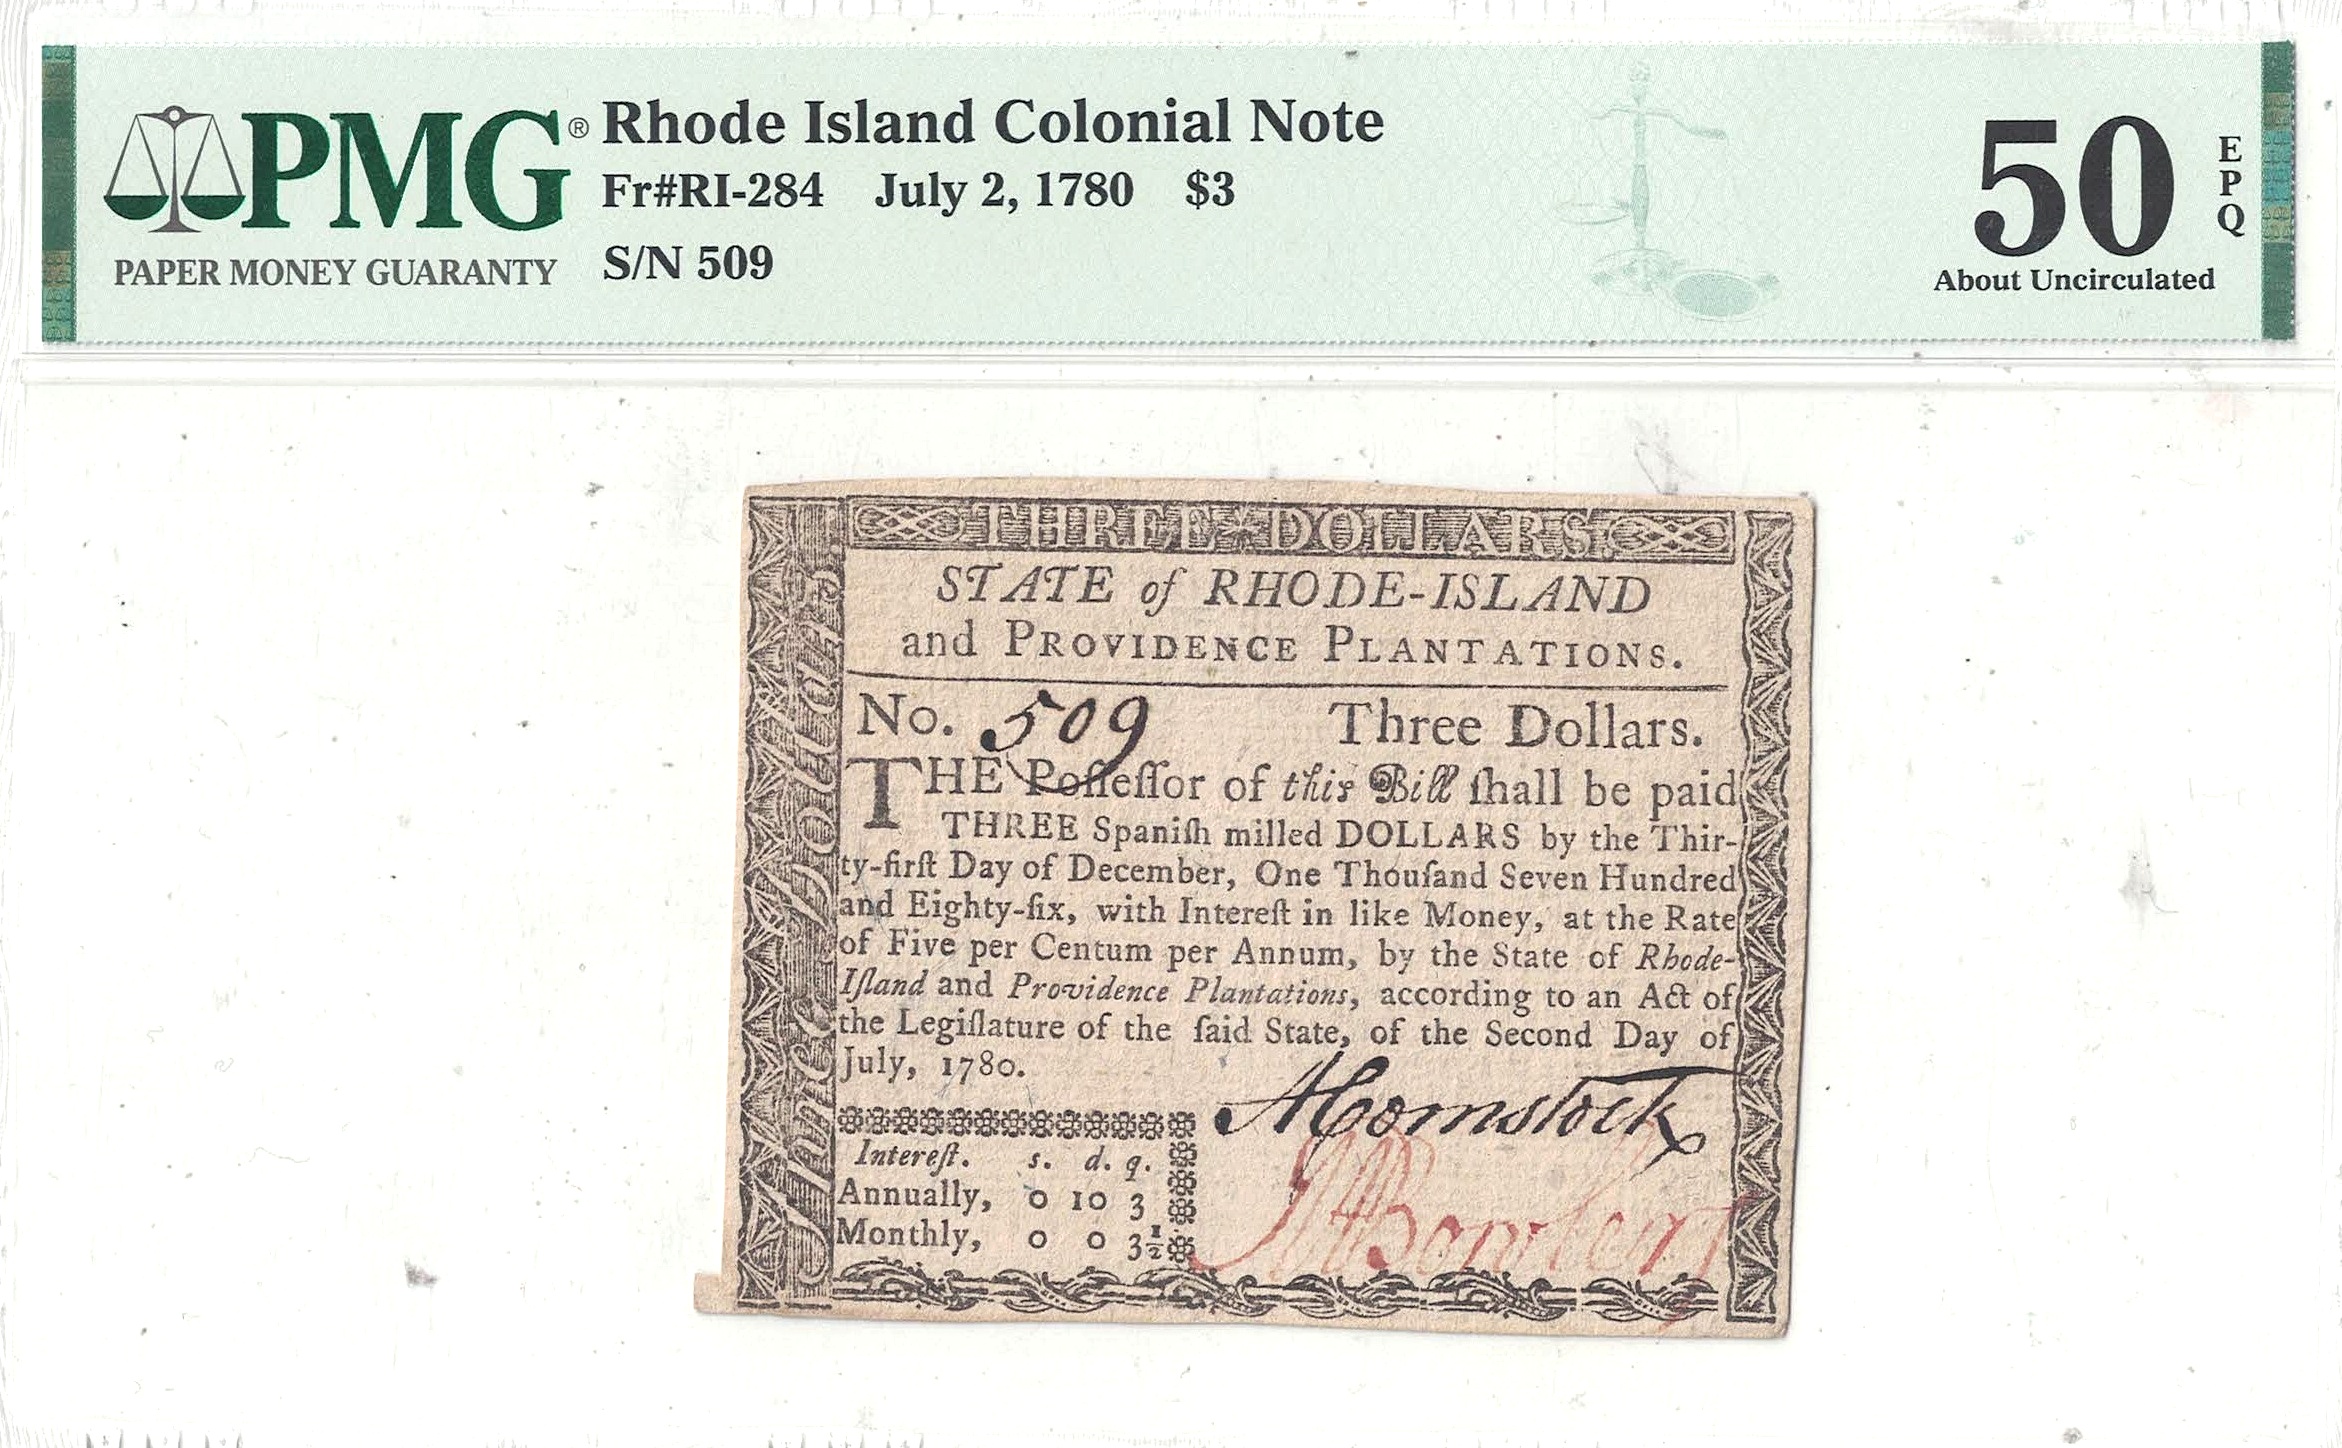 PMG®
PAPER MONEY GUARANTY
Rhode Island Colonial Note
Fr#RI-284 July 2, 1780 $3
S/N 509
50 EPQ
About Uncirculated
THREE*DOLLARS.
Three Dollars.
STATE of RHODE-ISLAND
and PROVIDENCE PLANTATIONS.
No. 509 Three Dollars.
THE Poſſeſſor of this Bill ſhall be paid
THREE Spaniſh milled DOLLARS by the Thir-
ty-firſt Day of December, One Thouſand Seven Hundred
and Eighty-ſix, with Intereſt in like Money, at the Rate
of Five per Centum per Annum, by the State of Rhode-
Iſland and Providence Plantations, according to an Act of
the Legiſlature of the ſaid State, of the Second Day of
July, 1780.
AComstock
Intereſt. s. d. q.
Annually, 0 10 3
Monthly, 0 0 3½